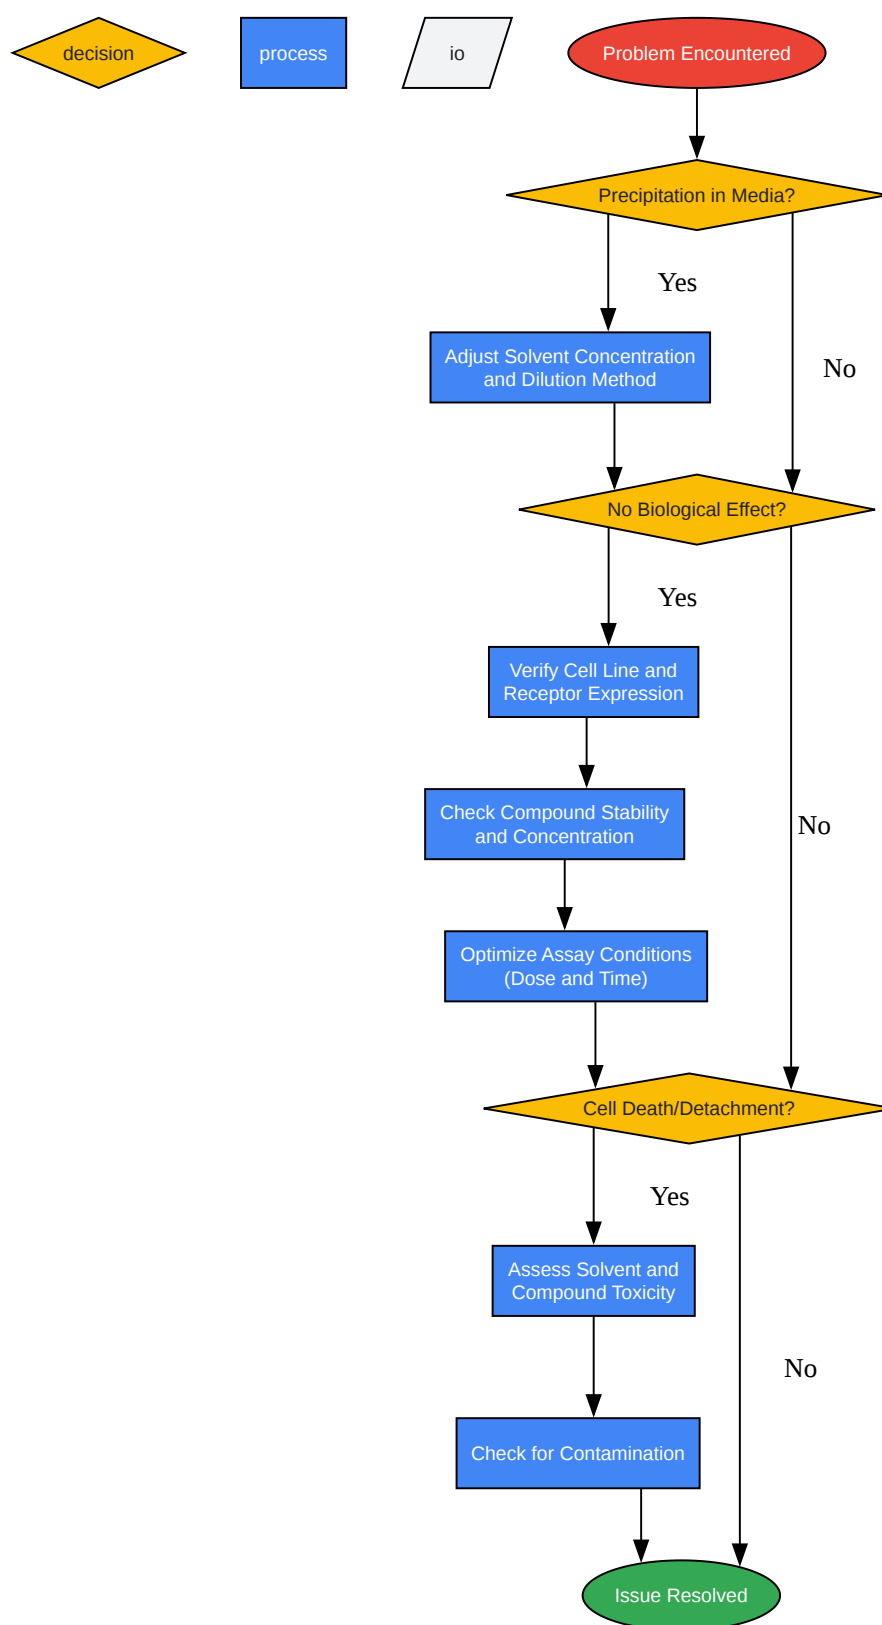 decision
process
io
Problem Encountered
Precipitation in Media?
Yes
Adjust Solvent Concentration
and Dilution Method
No
No Biological Effect?
Yes
Verify Cell Line and
Receptor Expression
Check Compound Stability
and Concentration
No
Optimize Assay Conditions
(Dose and Time)
Cell Death/Detachment?
Yes
Assess Solvent and
Compound Toxicity
No
Check for Contamination
Issue Resolved